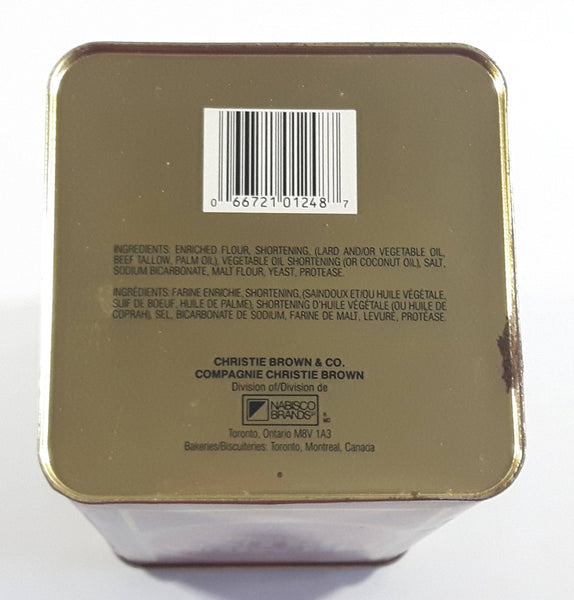 0 66721 01248 7
INGREDIENTS: ENRICHED FLOUR, SHORTENING, (LARD AND/OR VEGETABLE OIL,
BEEF TALLOW, PALM OIL), VEGETABLE OIL SHORTENING (OR COCONUT OIL), SALT,
SODIUM BICARBONATE, MALT FLOUR, YEAST, PROTEASE.
INGRÉDIENTS: FARINE ENRICHIE, SHORTENING, (SAINDOUX ET/OU HUILE VÉGÉTALE,
SUIF DE BOEUF, HUILE DE PALME), SHORTENING D'HUILE VÉGÉTALE (OU HUILE DE
COPRAH), SEL, BICARBONATE DE SODIUM, FARINE DE MALT, LEVURE, PROTÉASE.
CHRISTIE BROWN & CO.
COMPAGNIE CHRISTIE BROWN
Division of/Division de
NABISCO
BRANDS
® MD
Toronto, Ontario M8V 1A3
Bakeries/Biscuiteries: Toronto, Montreal, Canada